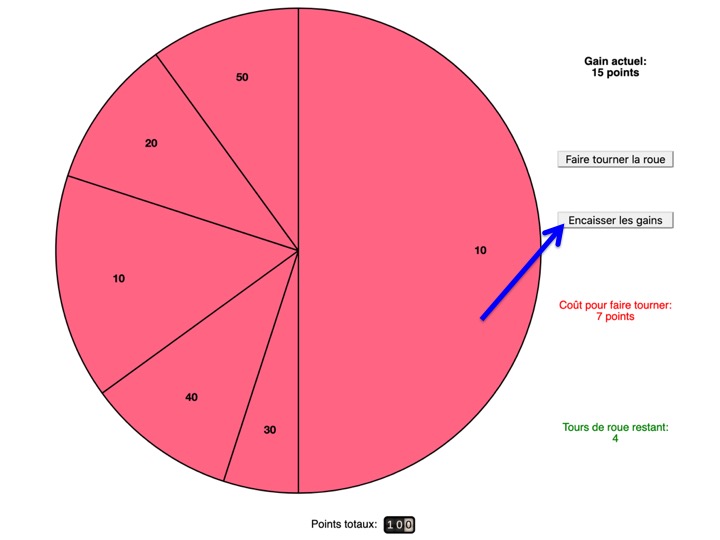 50
20
10
10
40
30
Gain actuel:
15 points
Faire tourner la roue
Encaisser les gains
Coût pour faire tourner:
7 points
Tours de roue restant:
4
Points totaux: 100